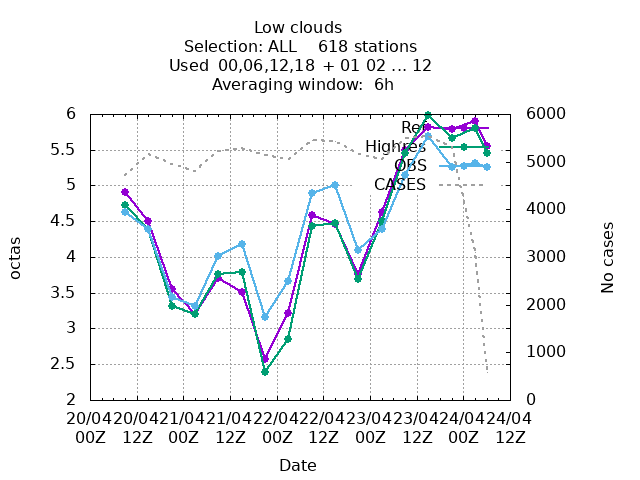 Low clouds
Selection: ALL    618 stations
Used  00,06,12,18 + 01 02 ... 12
Averaging window:  6h
6
5.5
5
4.5
4
3.5
3
2.5
2
octas
6000
5000
4000
3000
2000
1000
0
No cases
Highres
OBS
CASES
20/04 20/04 21/04 21/04 22/04 22/04 23/04 23/04 24/04 24/04
00Z 12Z 00Z 12Z 00Z 12Z 00Z 12Z 00Z 12Z
Date